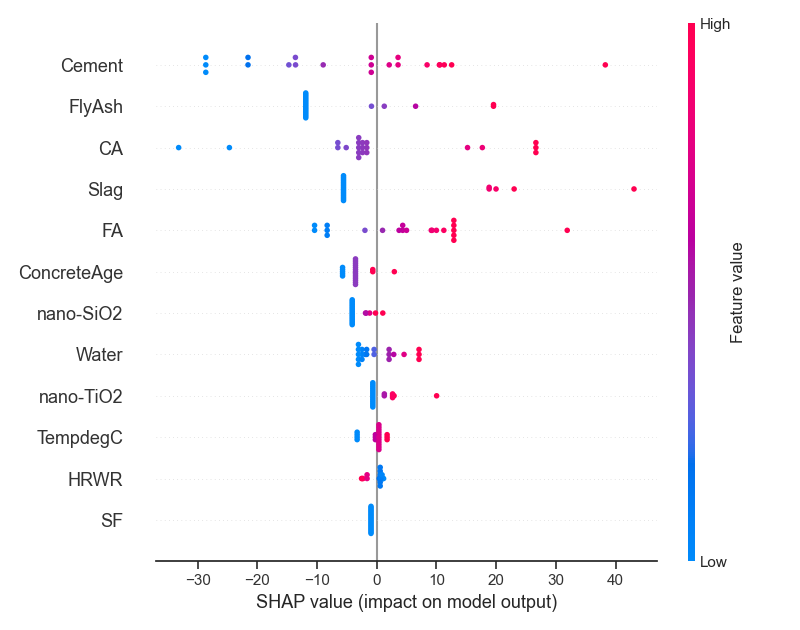 High
Cement
FlyAsh
CA
Slag
FA
ConcreteAge
nano-SiO2
Water
nano-TiO2
TempdegC
HRWR
SF
Feature value
Low
−30 −20 −10 0 10 20 30 40
SHAP value (impact on model output)